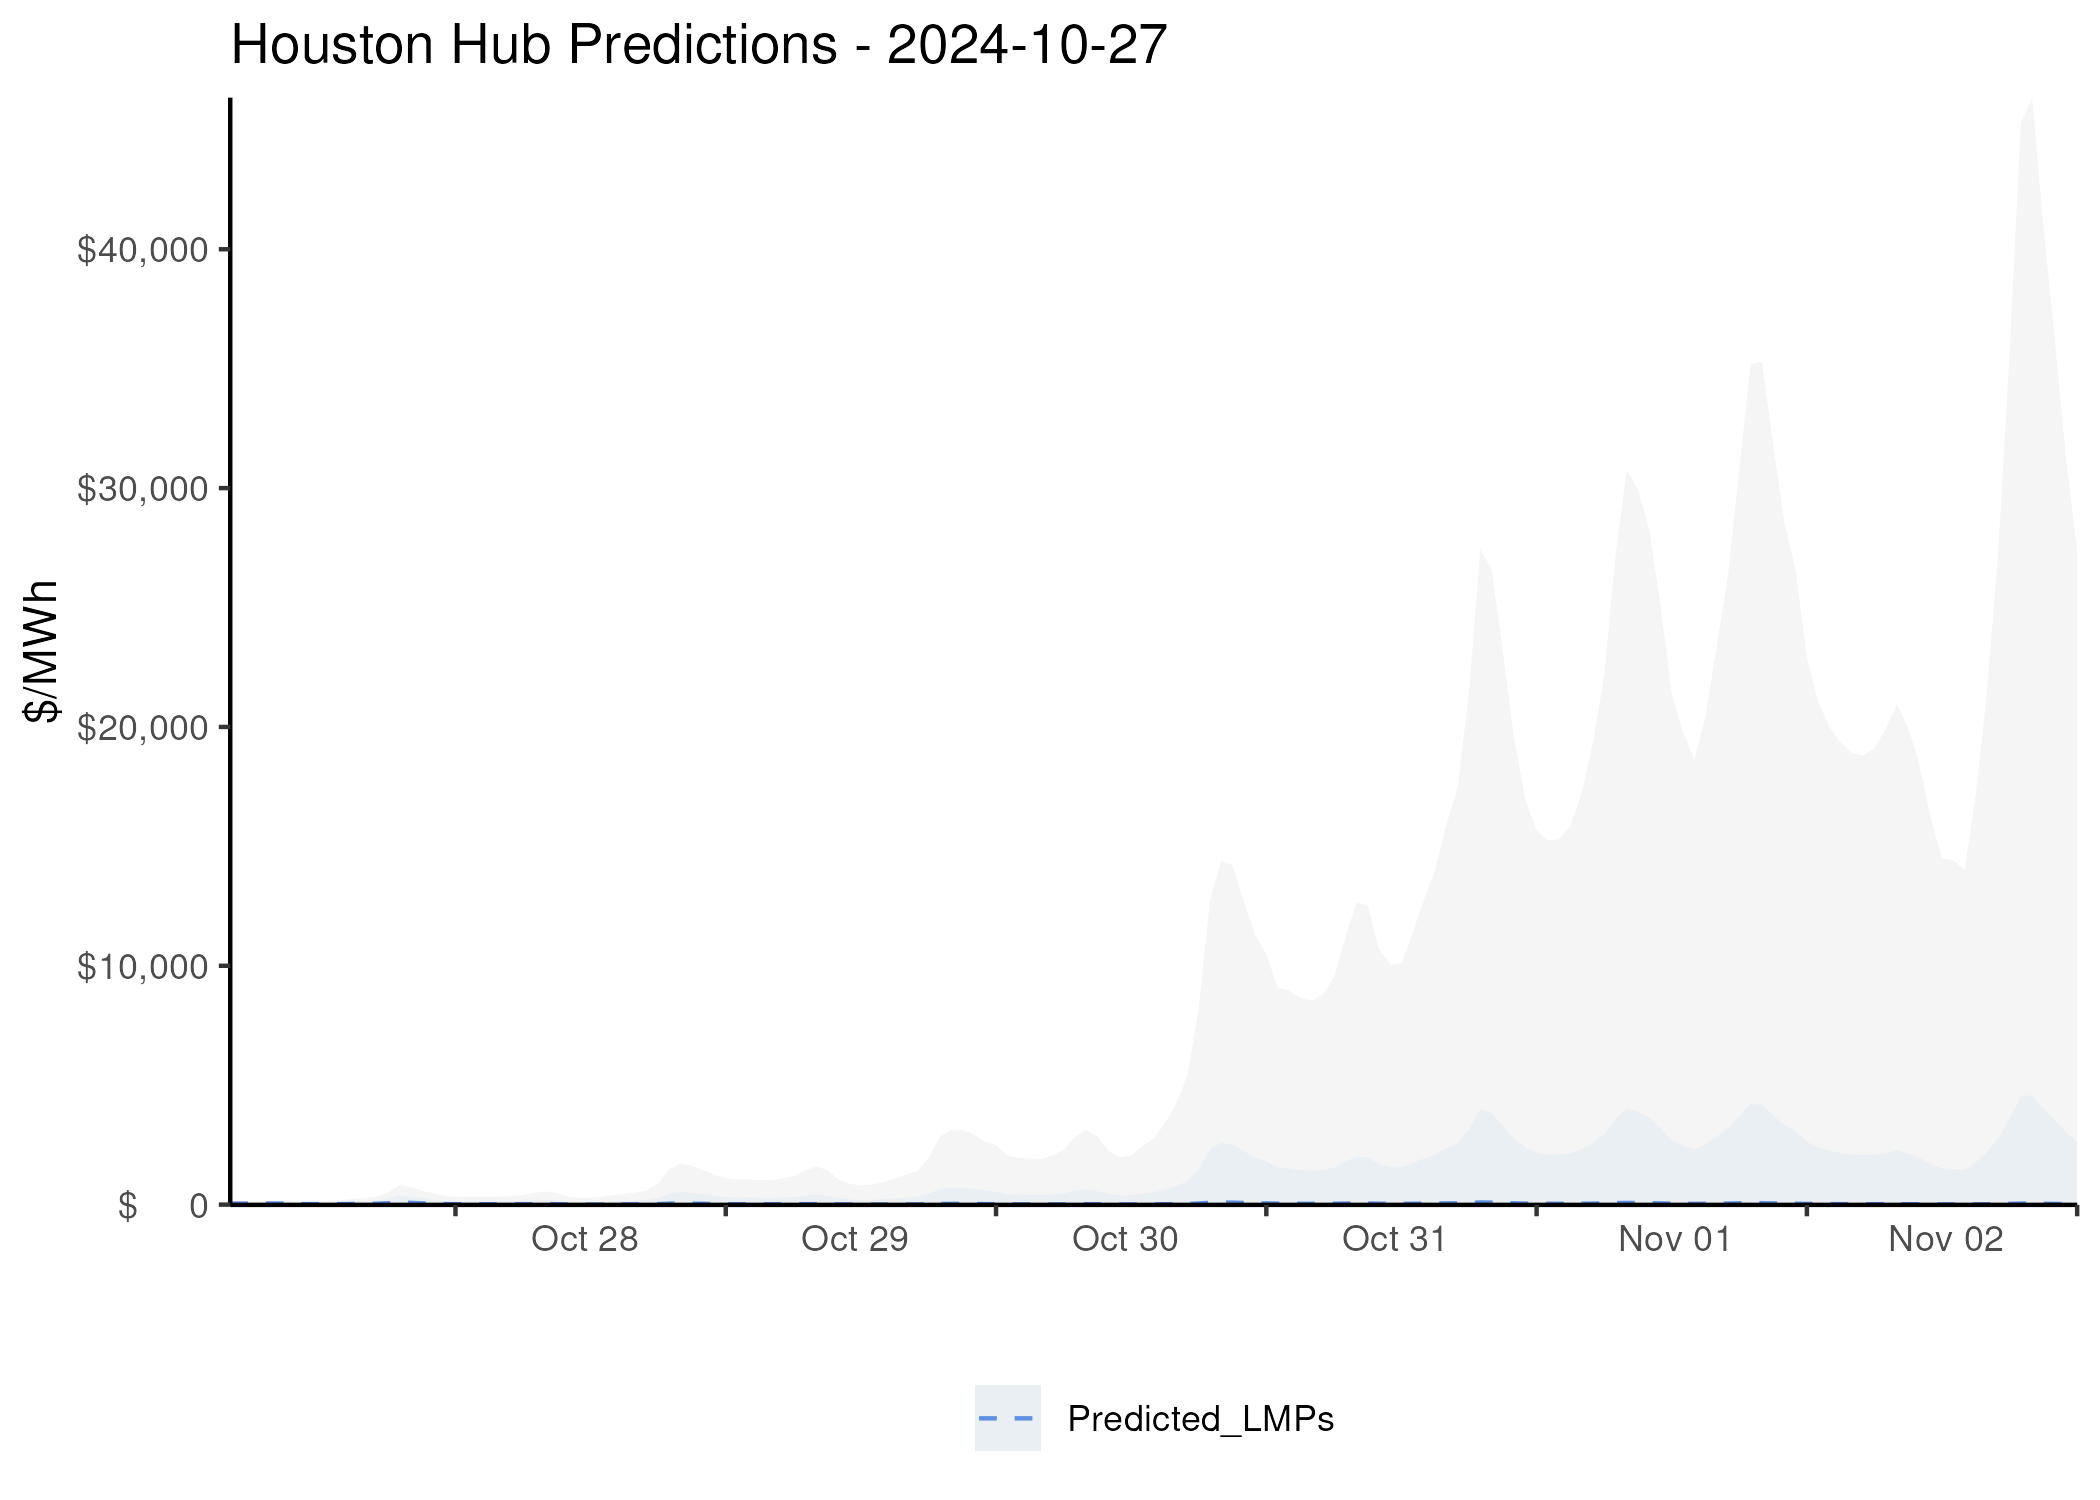 Houston Hub Predictions - 2024-10-27
$/MWh
$40,000
$30,000
$20,000
$10,000
$ 0
Oct 28 Oct 29 Oct 30 Oct 31 Nov 01 Nov 02
Predicted_LMPs